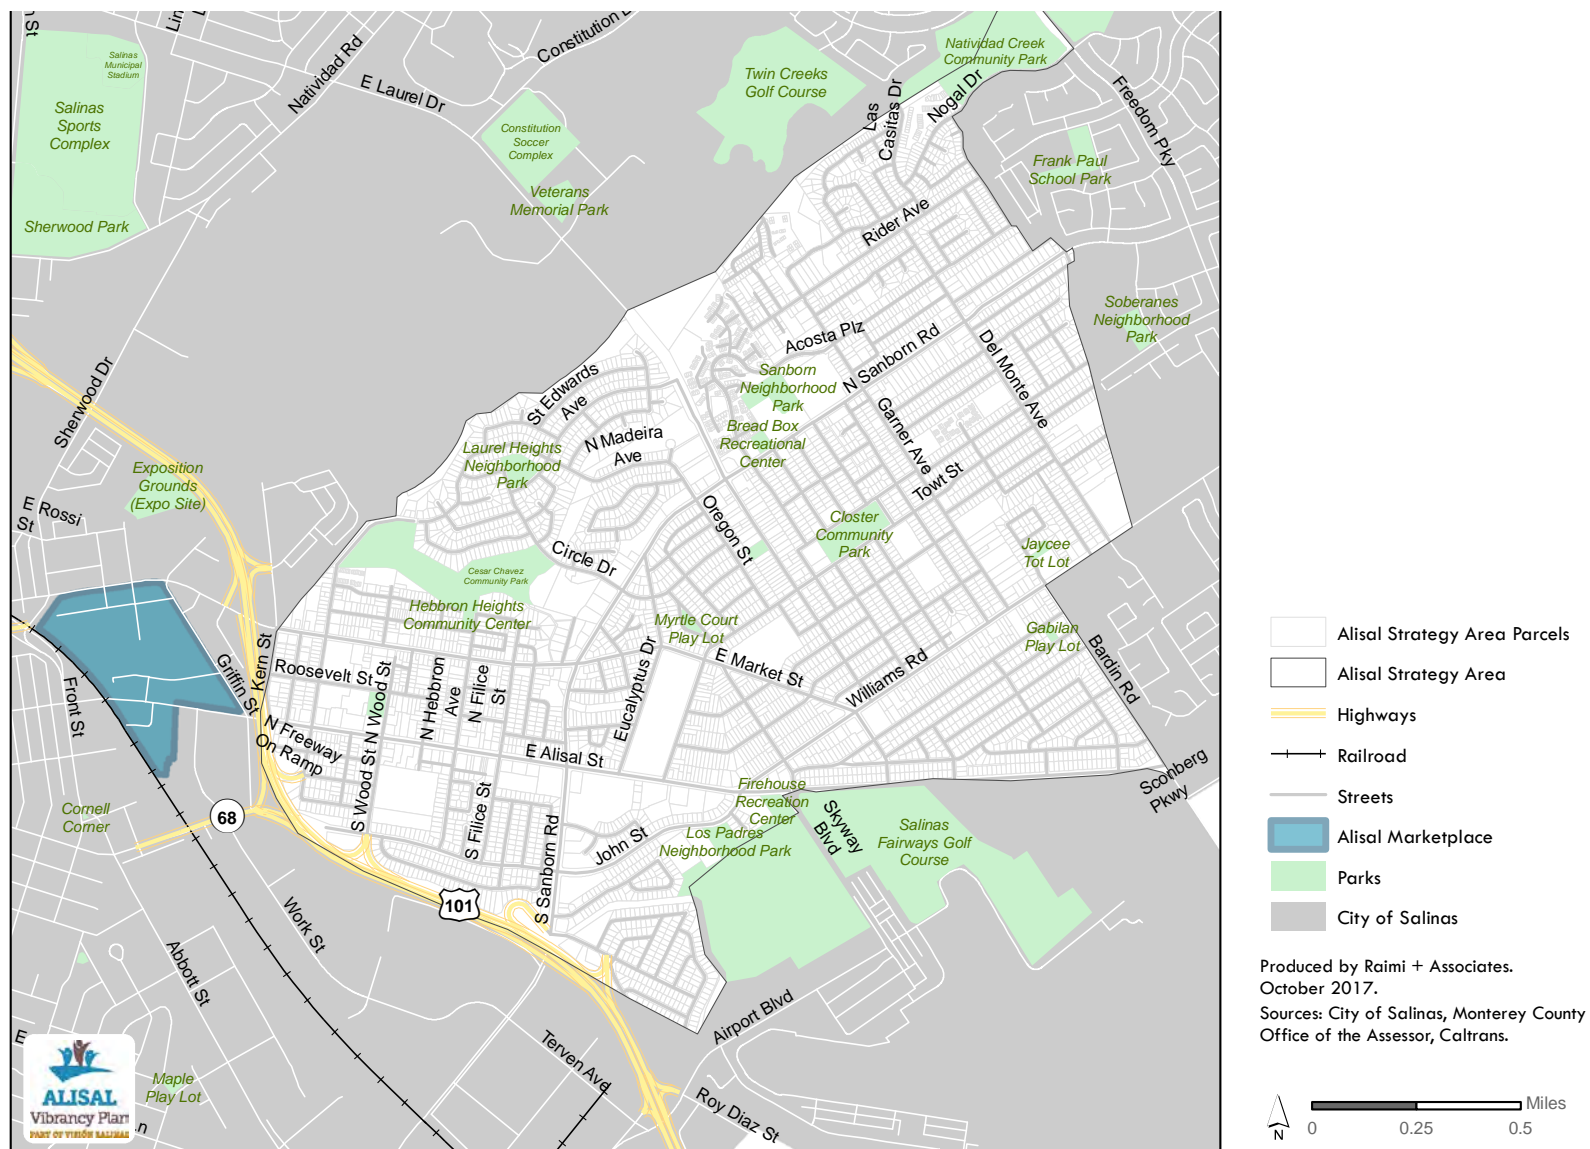 n St
Lin
L
Natividad Rd
E Laurel Dr
Constitution
Salinas
Municipal
Stadium
Salinas
Sports
Complex
Sherwood Park
Constitution
Soccer
Complex
Veterans
Memorial Park
Twin Creeks
Golf Course
Natividad Creek
Community Park
Las
Casitas Dr
Nogal Dr
Freedom Pky
Frank Paul
School Park
Rider Ave
Soberanes
Neighborhood
Park
Acosta Plz
N Sanborn Rd
Del Monte Ave
Sanborn
Neighborhood
Park
Bread Box
Recreational
Center
Garner Ave
Towt St
St Edwards
Ave
N Madeira
Ave
Laurel Heights
Neighborhood
Park
Sherwood Dr
Exposition
Grounds
(Expo Site)
E Rossi
St
Oregon St
Closter
Community
Park
Jaycee
Tot Lot
Circle Dr
Cesar Chavez
Community Park
Hebbron Heights
Community Center
Myrtle Court
Play Lot
Gabilan
Play Lot
Bardin Rd
E Market St
Williams Rd
Eucalyptus Dr
Kern St
Griffin St
Roosevelt St
N Wood St
N Hebbron
Ave
N Filice
St
Front St
N Freeway
On Ramp
E Alisal St
S Wood St
S Filice St
S Sanborn Rd
John St
Firehouse
Recreation
Center
Los Padres
Neighborhood Park
Skyway
Blvd
Salinas
Fairways Golf
Course
Sconberg
Pkwy
Cornell
Corner
68
101
Work St
Abbott St
Airport Blvd
Terven Ave
Roy Diaz St
Maple
Play Lot
E
ALISAL
Vibrancy Plan
PART OF VISIÓN SALINAS
n
Alisal Strategy Area Parcels
Alisal Strategy Area
Highways
Railroad
Streets
Alisal Marketplace
Parks
City of Salinas
Produced by Raimi + Associates.
October 2017.
Sources: City of Salinas, Monterey County
Office of the Assessor, Caltrans.
N
Miles
0 0.25 0.5